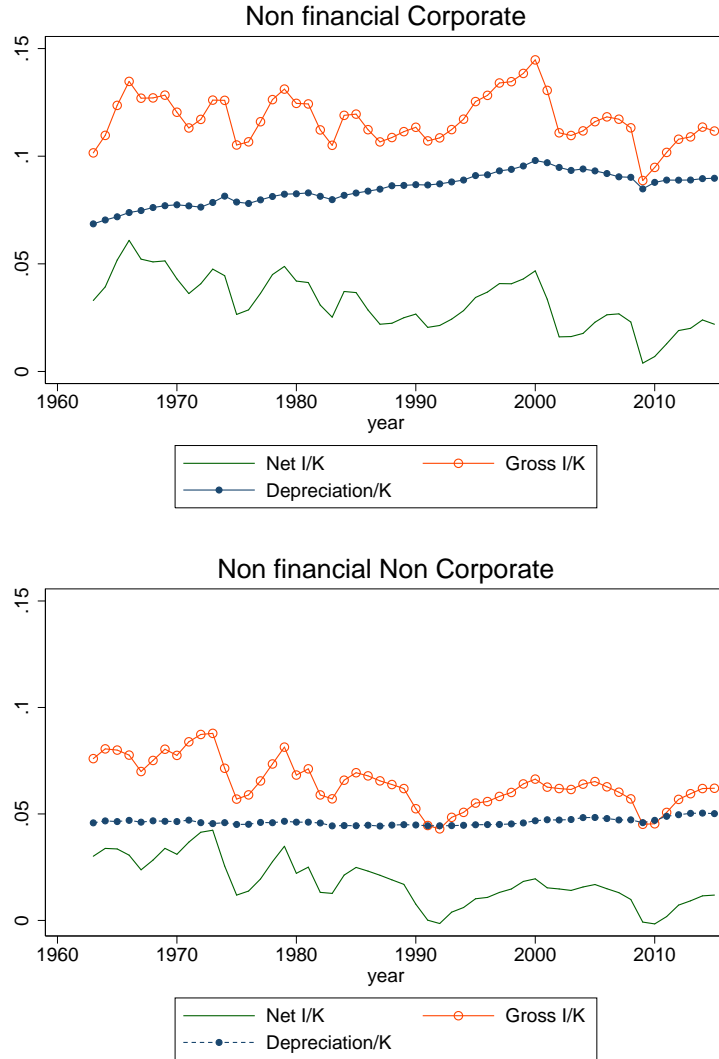 Non financial Corporate
.15
.1
.05
0
1960 1970 1980 1990 2000 2010
year
Net I/K Gross I/K
Depreciation/K
Non financial Non Corporate
.15
.1
.05
0
1960 1970 1980 1990 2000 2010
year
Net I/K Gross I/K
Depreciation/K